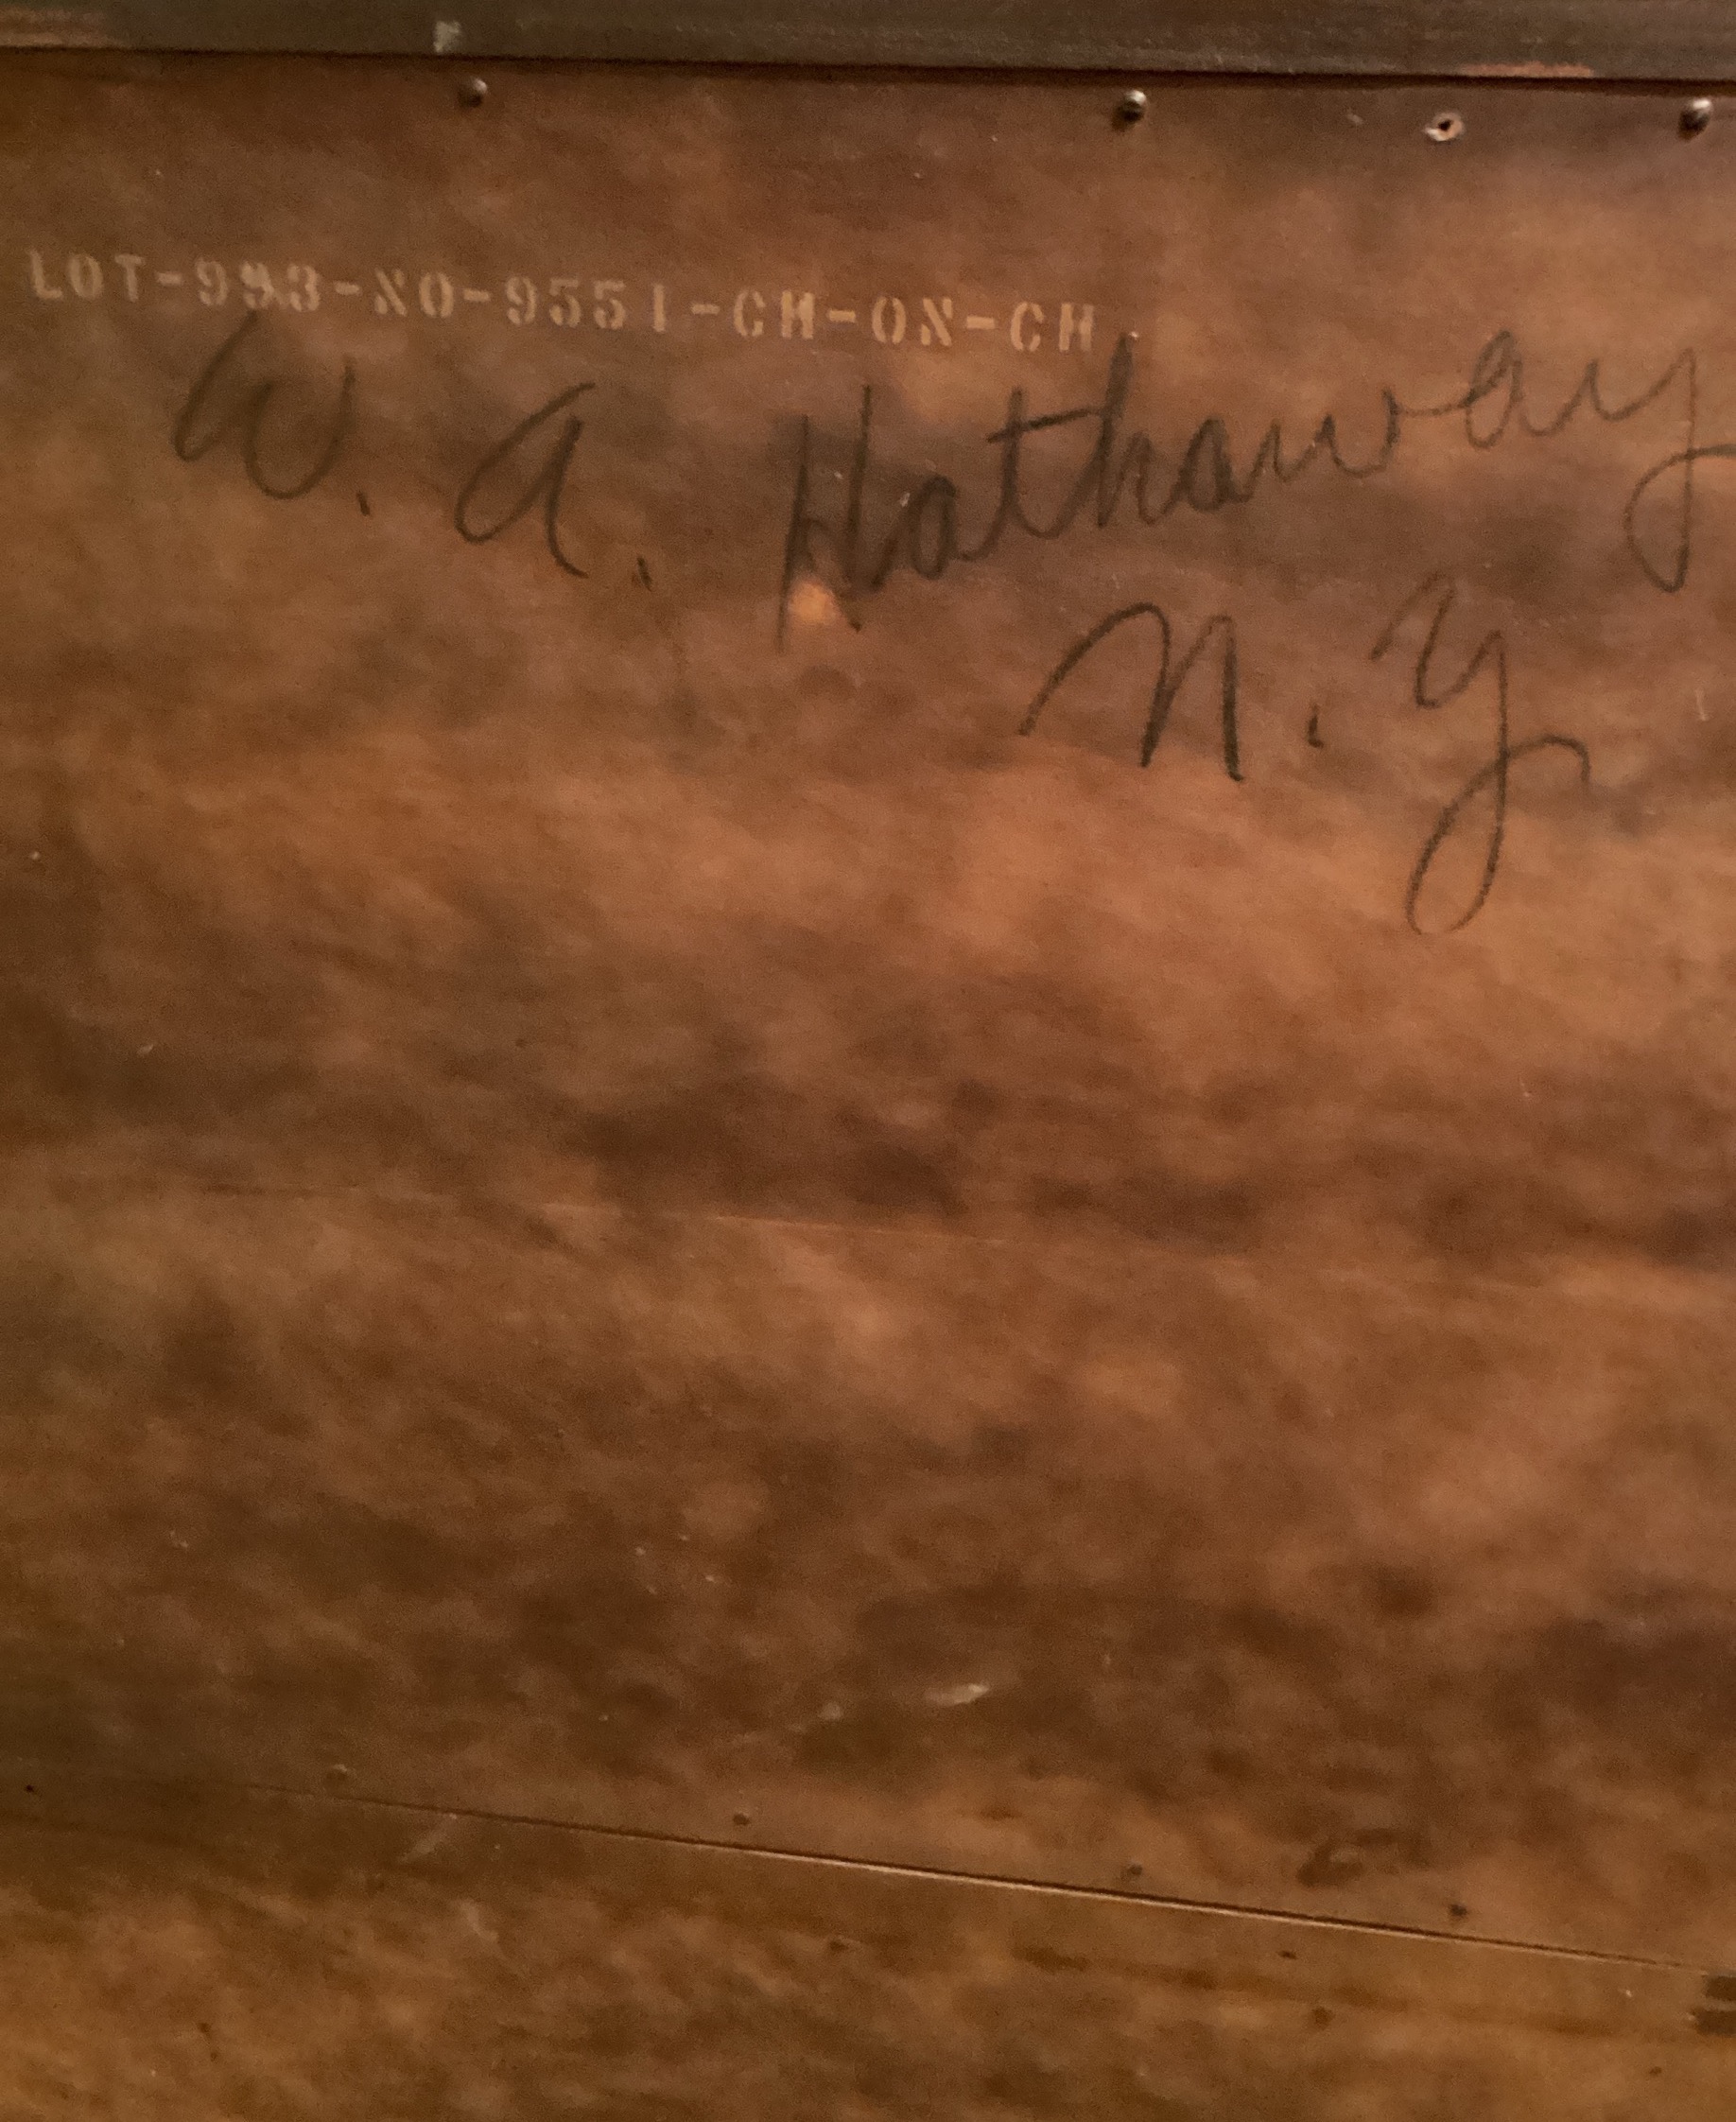 LOT-993-NO-9551-CH-ON-CH
W. A. Hathaway
N.Y